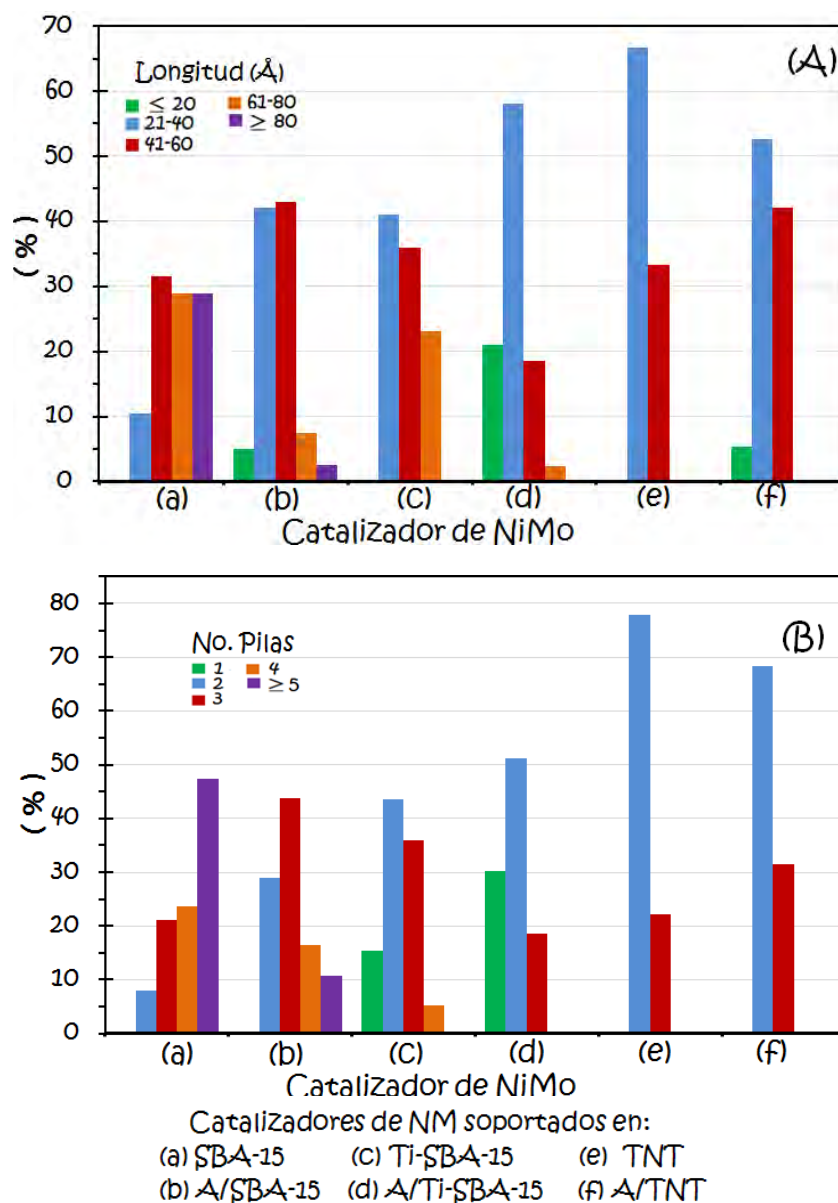 70
(A)
Longitud (Å)
≤ 20
61-80
21-40
≥ 80
41-60
60
50
40
30
20
10
0
( % )
(a) (b) (c) (d) (e) (f)
Catalizador de NiMo
80
(B)
No. Pilas
1
4
2
≥ 5
3
70
60
50
40
30
20
10
0
( % )
(a) (b) (c) (d) (e) (f)
Catalizador de NiMo
Catalizadores de NM soportados en:
(a) SBA-15 (c) Ti-SBA-15 (e) TNT
(b) A/SBA-15 (d) A/Ti-SBA-15 (f) A/TNT